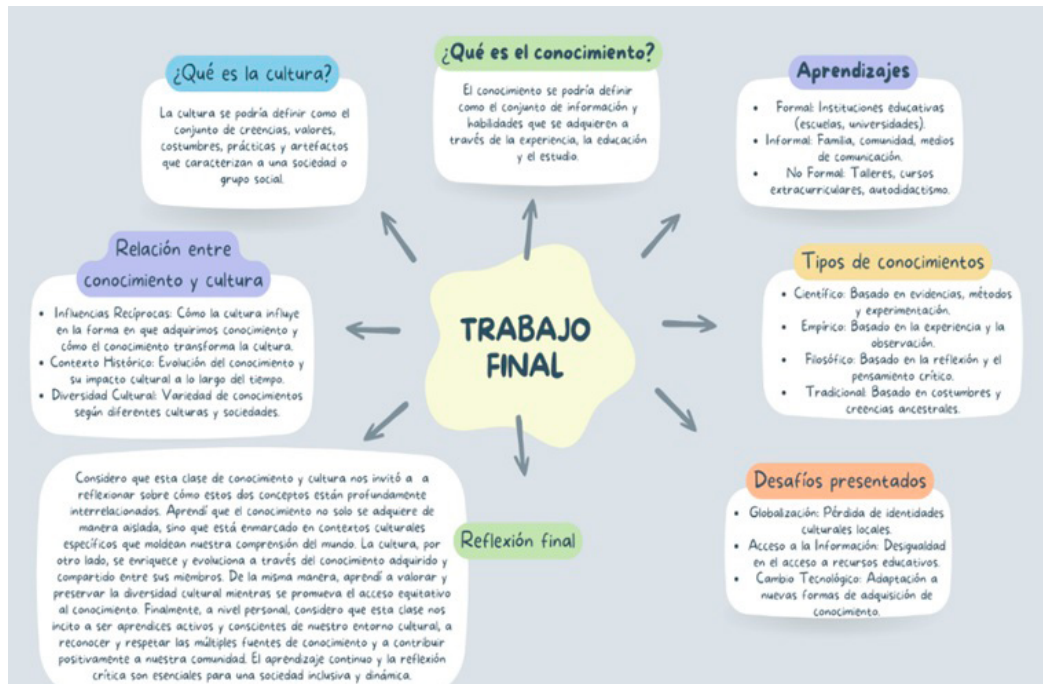 ¿Qué es la cultura?
La cultura se podría definir como el
conjunto de creencias, valores,
costumbres, prácticas y artefactos
que caracterizan a una sociedad o
grupo social.
¿Qué es el conocimiento?
El conocimiento se podría definir
como el conjunto de información y
habilidades que se adquieren a
través de la experiencia, la educación
y el estudio.
Aprendizajes
• Formal: Instituciones educativas
(escuelas, universidades).
• Informal: Familia, comunidad, medios
de comunicación.
• No Formal: Talleres, cursos
extracurriculares, autodidactismo.
Relación entre
conocimiento y cultura
• Influencias Recíprocas: Cómo la cultura influye
en la forma en que adquirimos conocimiento y
cómo el conocimiento transforma la cultura.
• Contexto Histórico: Evolución del conocimiento y
su impacto cultural a lo largo del tiempo.
• Diversidad Cultural: Variedad de conocimientos
según diferentes culturas y sociedades.
TRABAJO
FINAL
Tipos de conocimientos
• Científico: Basado en evidencias, métodos
y experimentación.
• Empírico: Basado en la experiencia y la
observación.
• Filosófico: Basado en la reflexión y el
pensamiento crítico.
• Tradicional: Basado en costumbres y
creencias ancestrales.
Considero que esta clase de conocimiento y cultura nos invitó a a
reflexionar sobre cómo estos dos conceptos están profundamente
interrelacionados. Aprendí que el conocimiento no solo se adquiere de
manera aislada, sino que está enmarcado en contextos culturales
específicos que moldean nuestra comprensión del mundo. La cultura, por
otro lado, se enriquece y evoluciona a través del conocimiento adquirido y
compartido entre sus miembros. De la misma manera, aprendí a valorar y
preservar la diversidad cultural mientras se promueva el acceso equitativo
al conocimiento. Finalmente, a nivel personal, considero que esta clase nos
incito a ser aprendices activos y conscientes de nuestro entorno cultural, a
reconocer y respetar las múltiples fuentes de conocimiento y a contribuir
positivamente a nuestra comunidad. El aprendizaje continuo y la reflexión
crítica son esenciales para una sociedad inclusiva y dinámica.
Reflexión final
Desafíos presentados
• Globalización: Pérdida de identidades
culturales locales.
• Acceso a la Información: Desigualdad
en el acceso a recursos educativos.
• Cambio Tecnológico: Adaptación a
nuevas formas de adquisición de
conocimiento.